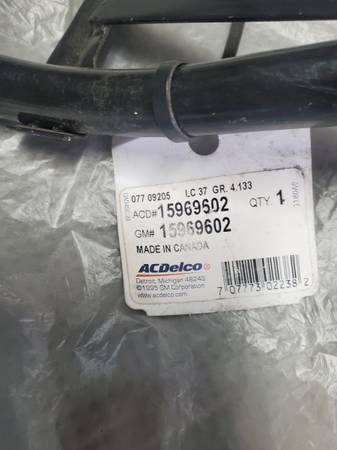 07 09205 LC 37 GR. 4.133
ACD# 15969602 QTY. 1
GM# 15969602
MADE IN CANADA
ACDelco
Detroit, Michigan 48243
©1995 GM Corporation
www.acdelco.com
7 07773 02238 2